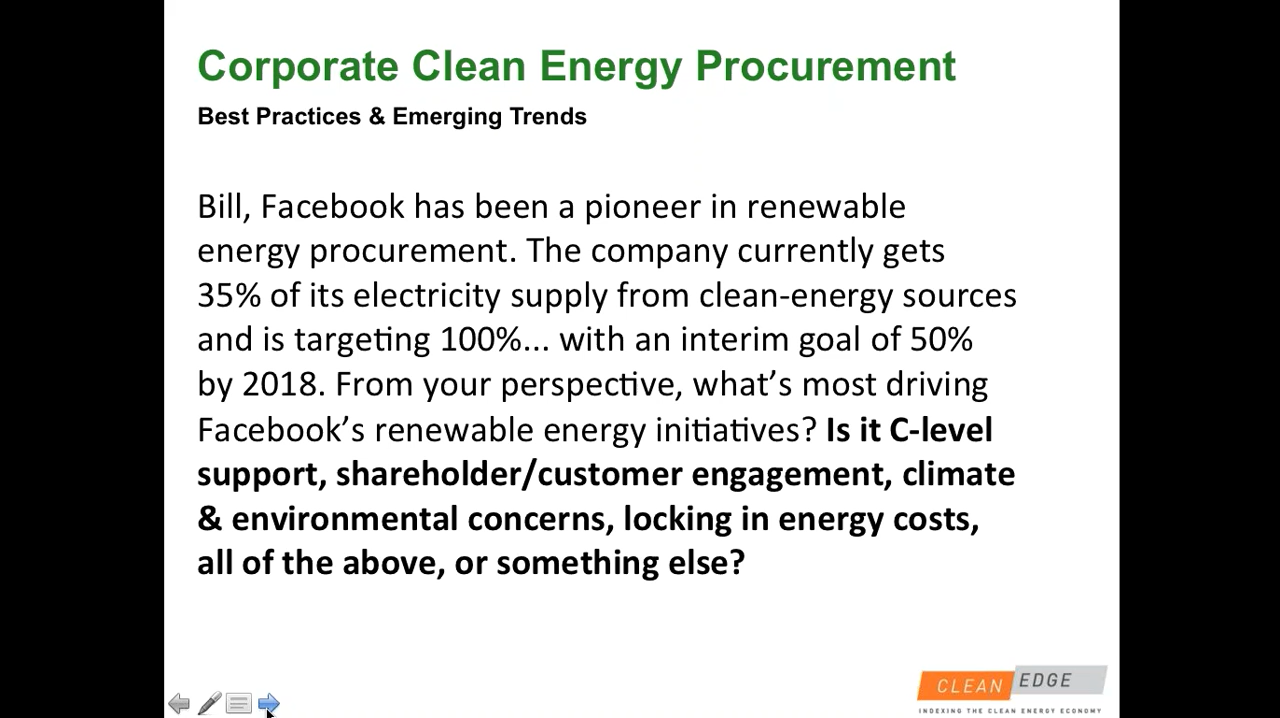 Corporate Clean Energy Procurement
Best Practices & Emerging Trends
Bill, Facebook has been a pioneer in renewable
energy procurement. The company currently gets
35% of its electricity supply from clean-energy sources
and is targeting 100%... with an interim goal of 50%
by 2018. From your perspective, what’s most driving
Facebook’s renewable energy initiatives? Is it C-level
support, shareholder/customer engagement, climate
& environmental concerns, locking in energy costs,
all of the above, or something else?
CLEAN EDGE
INDEXING THE CLEAN ENERGY ECONOMY